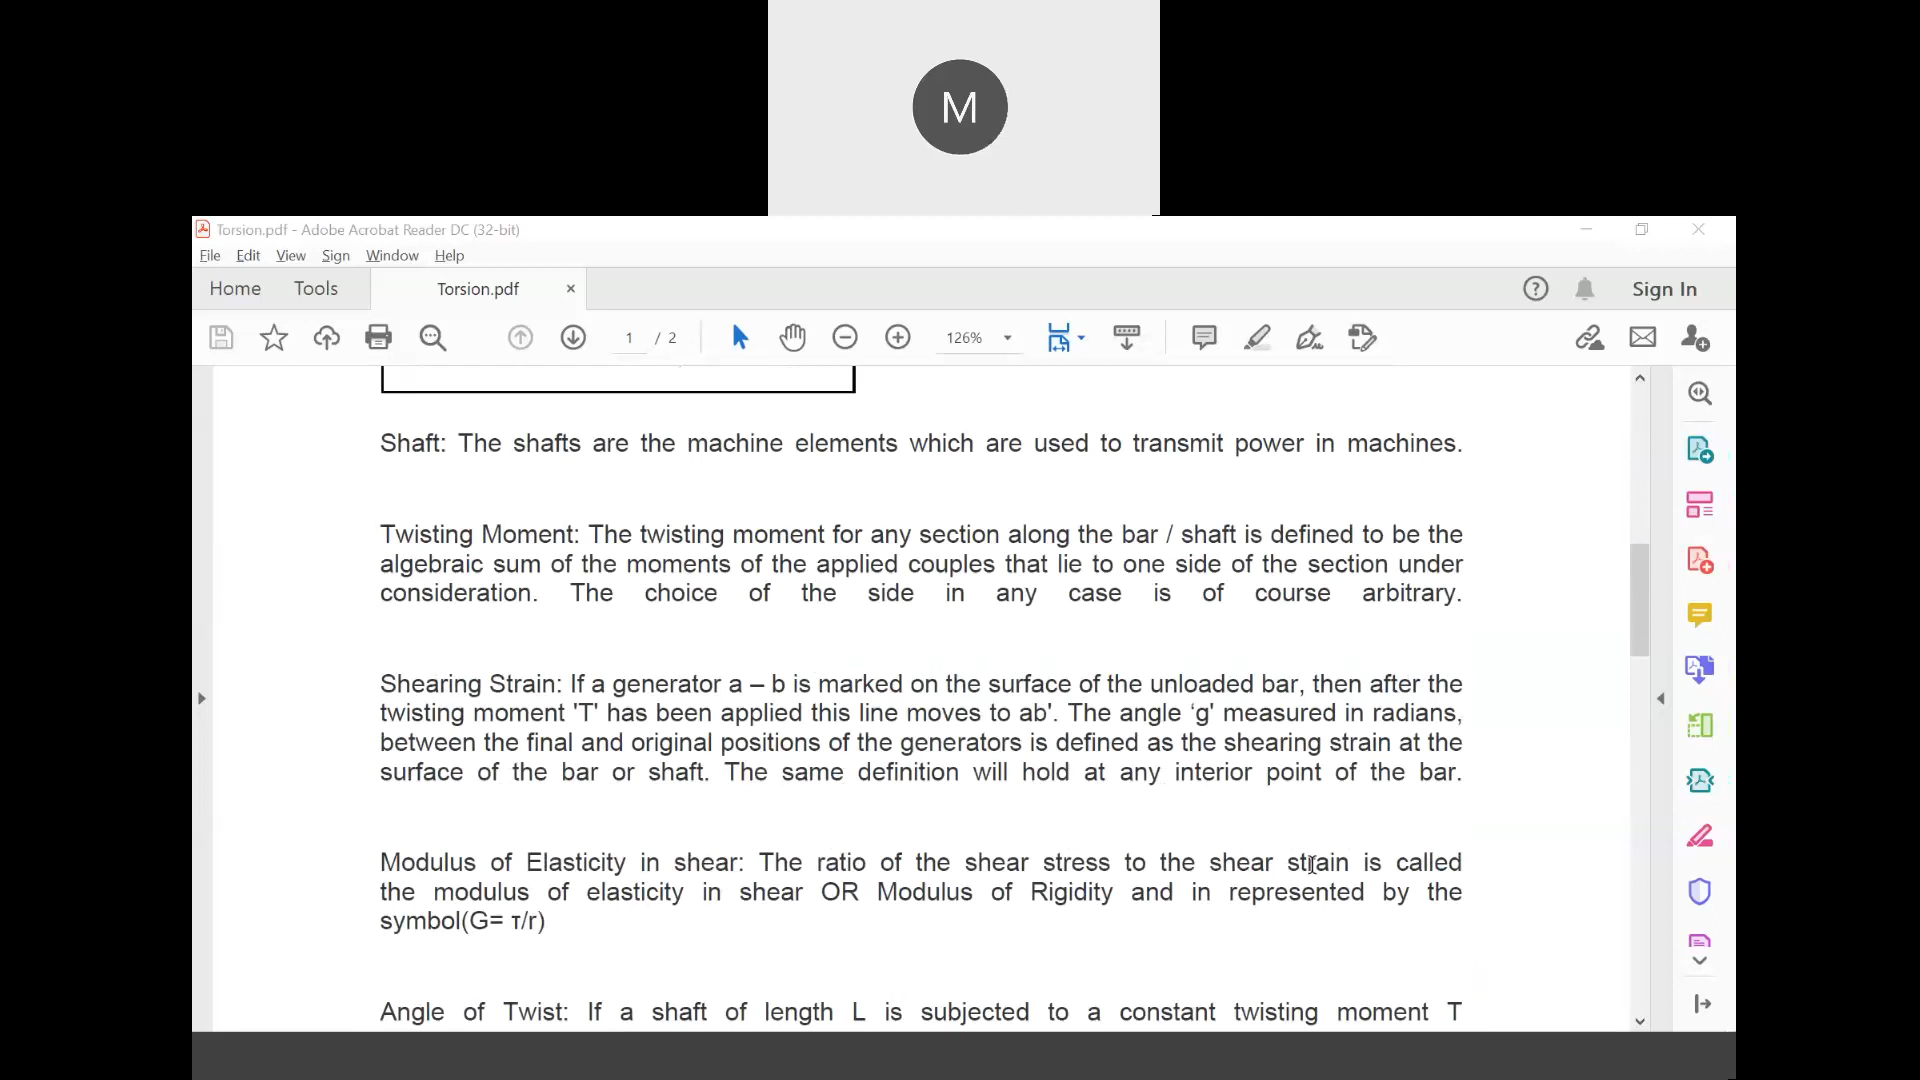 M
Torsion.pdf - Adobe Acrobat Reader DC (32-bit)
File Edit View Window Help
Home Tools Torsion.pdf × Sign In
1 / 2 126%
Shaft: The shafts are the machine elements which are used to transmit power in machines.
Twisting Moment: The twisting moment for any section along the bar / shaft is defined to be the
algebraic sum of the moments of the applied couples that lie to one side of the section under
consideration. The choice of the side in any case is of course arbitrary.
Shearing Strain: If a generator a – b is marked on the surface of the unloaded bar, then after the
twisting moment 'T' has been applied this line moves to ab'. The angle ‘g' measured in radians,
between the final and original positions of the generators is defined as the shearing strain at the
surface of the bar or shaft. The same definition will hold at any interior point of the bar.
Modulus of Elasticity in shear: The ratio of the shear stress to the shear strain is called
the modulus of elasticity in shear OR Modulus of Rigidity and in represented by the
symbol(G= τ/r)
Angle of Twist: If a shaft of length L is subjected to a constant twisting moment T